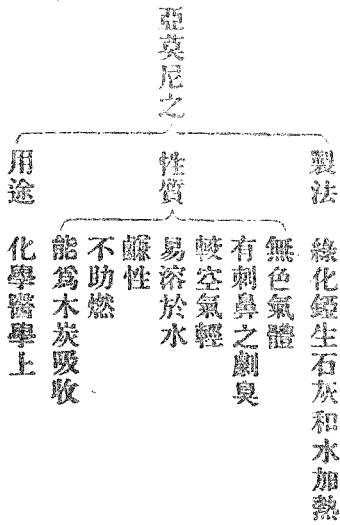 亞莫尼之
製法
綠化錏生石灰和水加熱
性質
無色氣體
有刺鼻之劇臭
較空氣輕
易溶於水
鹼性
不助燃
能爲木炭吸收
用途
化學醫學上